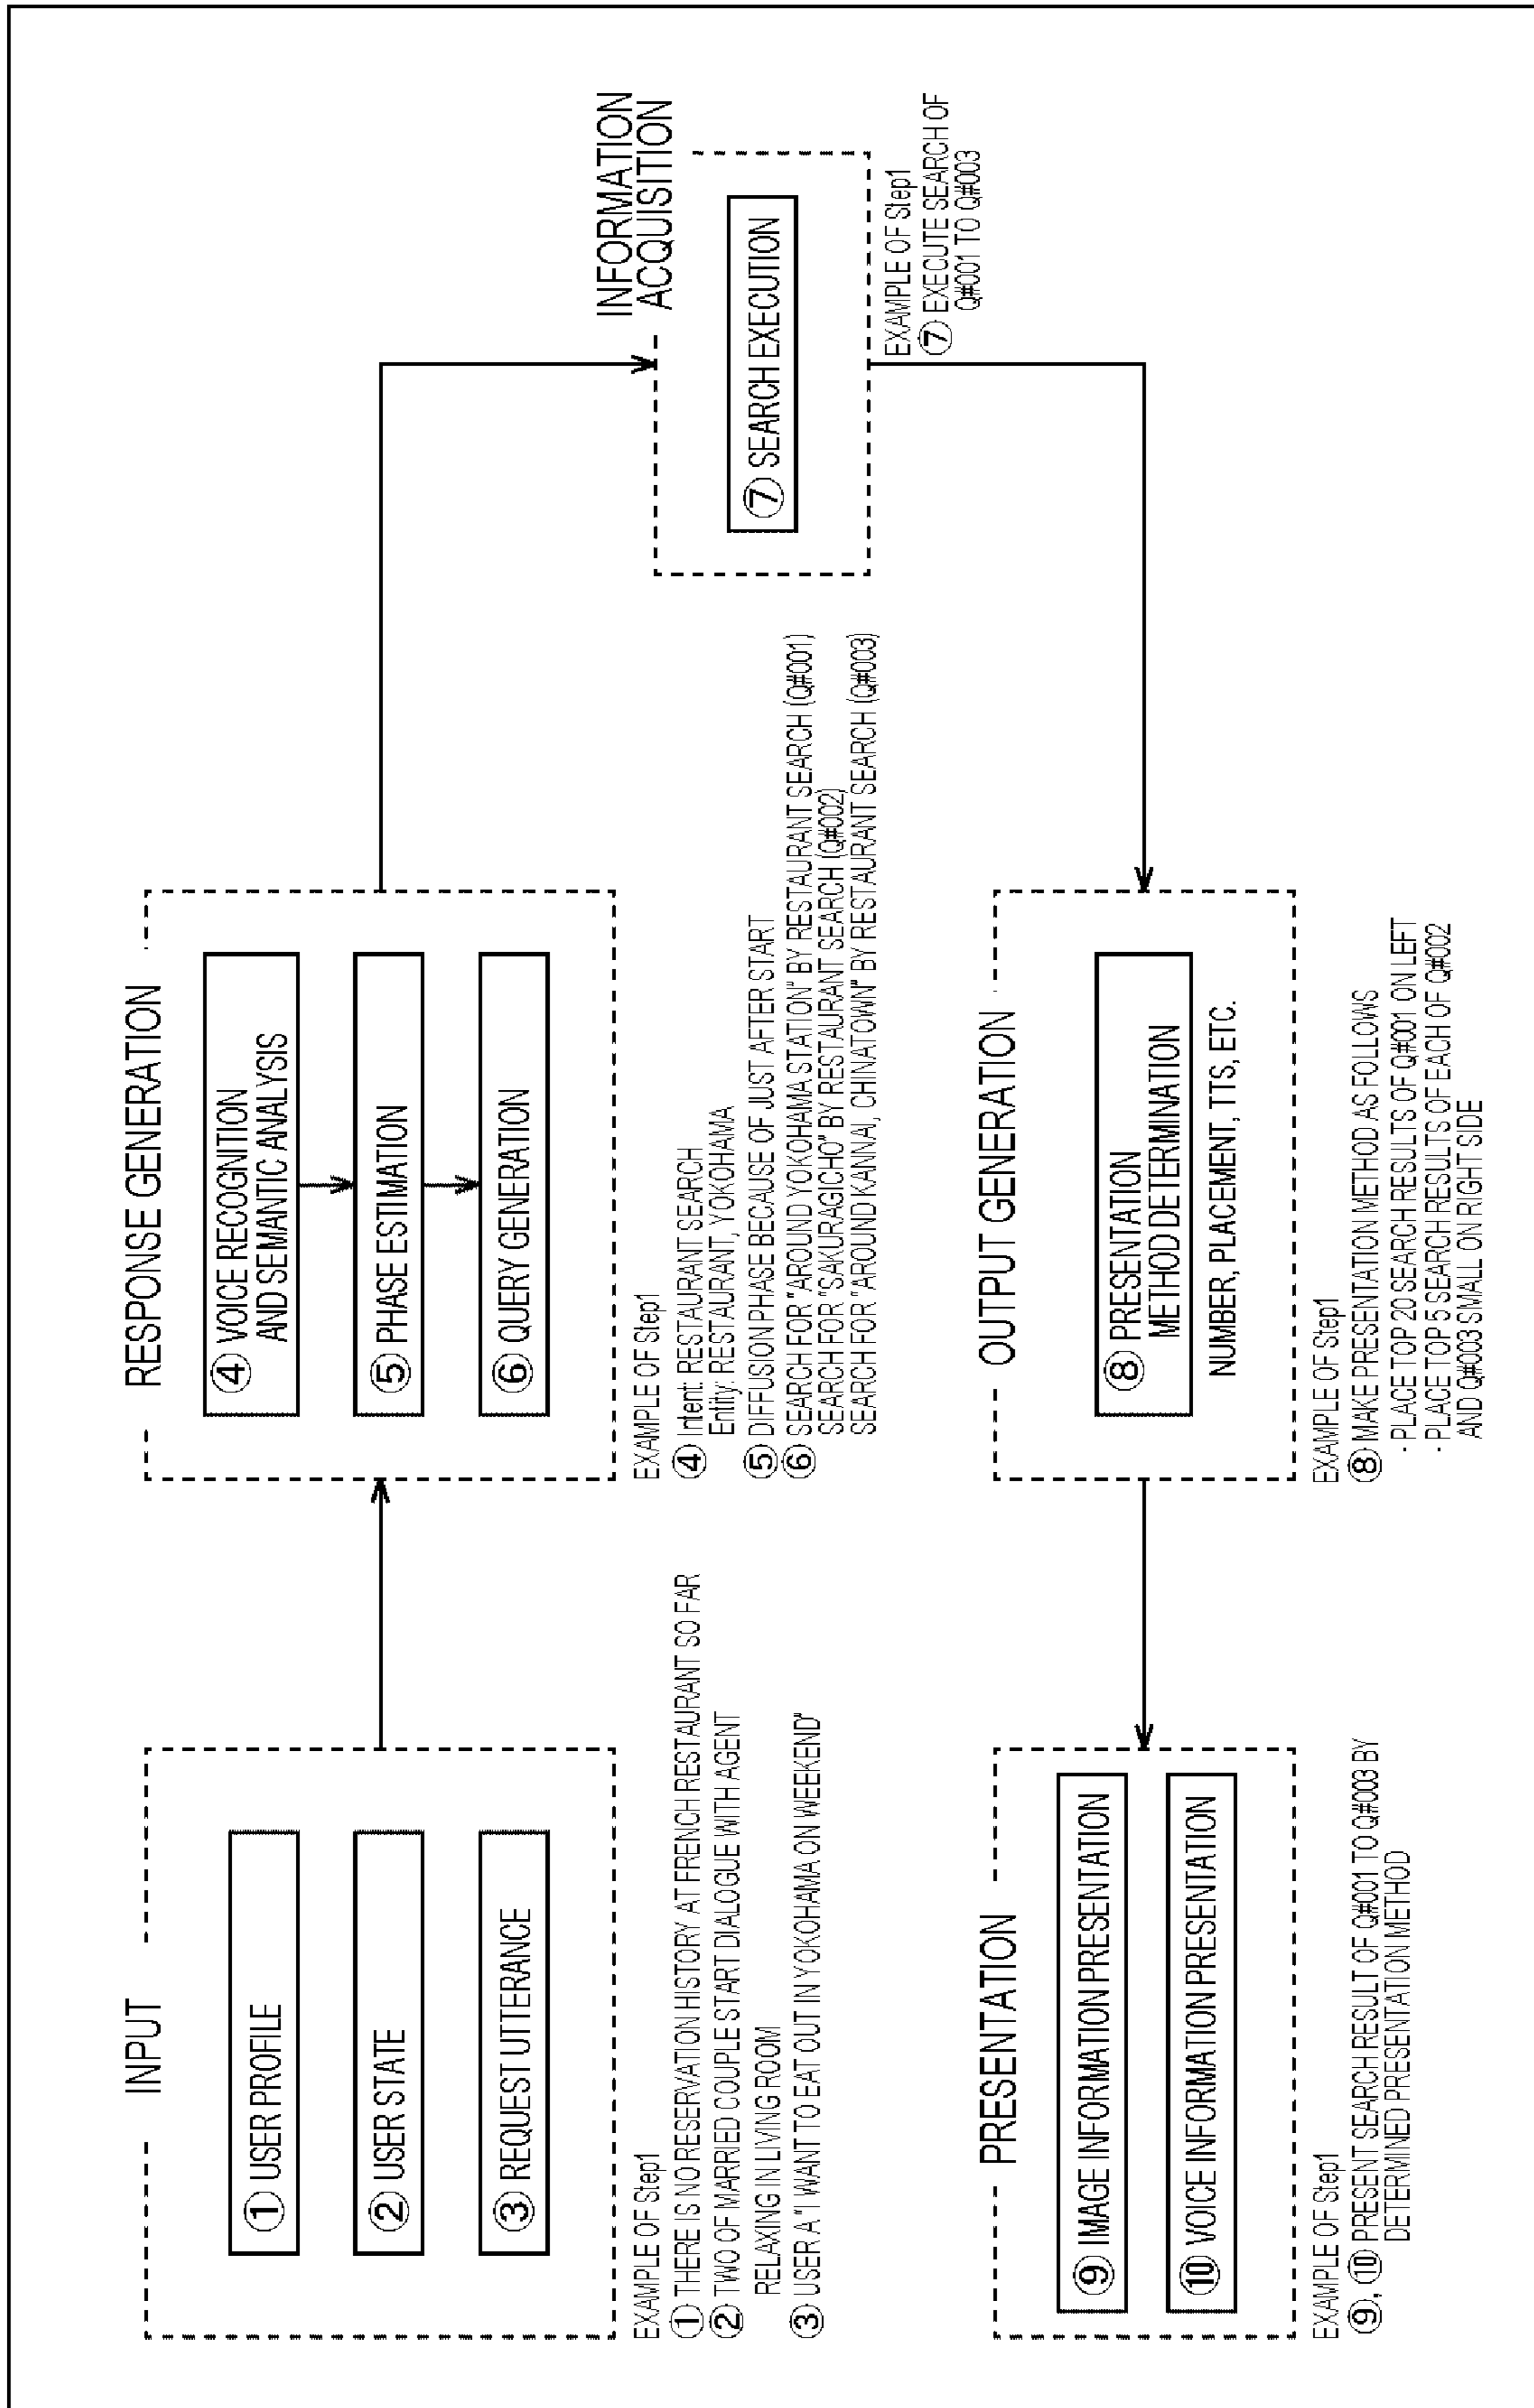 INPUT
① USER PROFILE
② USER STATE
③ REQUEST UTTERANCE
EXAMPLE OF Step1
① THERE IS NO RESERVATION HISTORY AT FRENCH RESTAURANT SO FAR
② TWO OF MARRIED COUPLE START DIALOGUE WITH AGENT
RELAXING IN LIVING ROOM
③ USER A "I WANT TO EAT OUT IN YOKOHAMA ON WEEKEND"
RESPONSE GENERATION
④ VOICE RECOGNITION
AND SEMANTIC ANALYSIS
⑤ PHASE ESTIMATION
⑥ QUERY GENERATION
EXAMPLE OF Step1
④ Intent: RESTAURANT SEARCH
Entity: RESTAURANT, YOKOHAMA
⑤ DIFFUSION PHASE BECAUSE OF JUST AFTER START
⑥ SEARCH FOR "AROUND YOKOHAMA STATION" BY RESTAURANT SEARCH (Q#001)
SEARCH FOR "SAKURAGICHO" BY RESTAURANT SEARCH (Q#002)
SEARCH FOR "AROUND KANNAI, CHINATOWN" BY RESTAURANT SEARCH (Q#003)
INFORMATION
ACQUISITION
⑦ SEARCH EXECUTION
EXAMPLE OF Step1
⑦ EXECUTE SEARCH OF
Q#001 TO Q#003
OUTPUT GENERATION
⑧ PRESENTATION
METHOD DETERMINATION
NUMBER, PLACEMENT, TTS, ETC.
EXAMPLE OF Step1
⑧ MAKE PRESENTATION METHOD AS FOLLOWS
· PLACE TOP 20 SEARCH RESULTS OF Q#001 ON LEFT
· PLACE TOP 5 SEARCH RESULTS OF EACH OF Q#002
AND Q#003 SMALL ON RIGHT SIDE
PRESENTATION
⑨ IMAGE INFORMATION PRESENTATION
⑩ VOICE INFORMATION PRESENTATION
EXAMPLE OF Step1
⑨, ⑩ PRESENT SEARCH RESULT OF Q#001 TO Q#003 BY
DETERMINED PRESENTATION METHOD